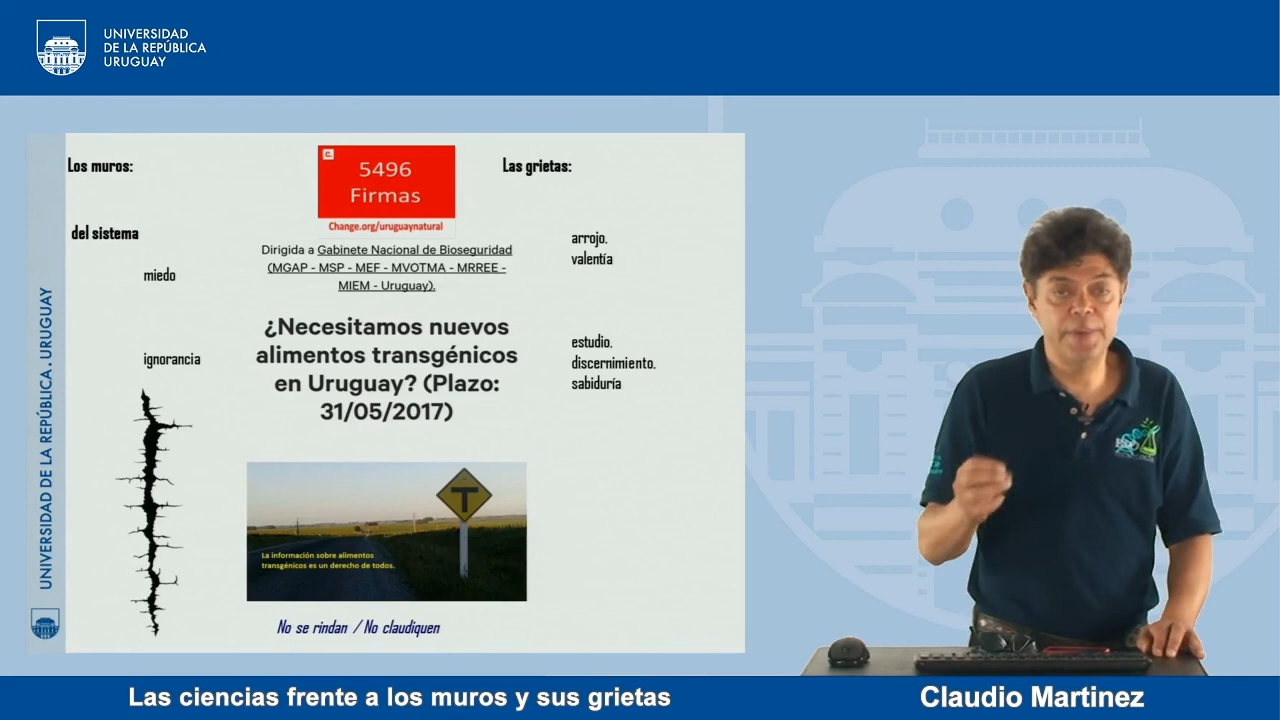 UNIVERSIDAD
DE LA REPÚBLICA
URUGUAY
UNIVERSIDAD DE LA REPÚBLICA . URUGUAY
Los muros:
del sistema
miedo
ignorancia
c.
5496
Firmas
Change.org/uruguaynatural
Dirigida a Gabinete Nacional de Bioseguridad
(MGAP - MSP - MEF - MVOTMA - MRREE -
MIEM - Uruguay).
¿Necesitamos nuevos
alimentos transgénicos
en Uruguay? (Plazo:
31/05/2017)
T
La información sobre alimentos
transgénicos es un derecho de todos.
No se rindan / No claudiquen
Las grietas:
arrojo.
valentía
estudio.
discernimiento.
sabiduría
Las ciencias frente a los muros y sus grietas
Claudio Martinez